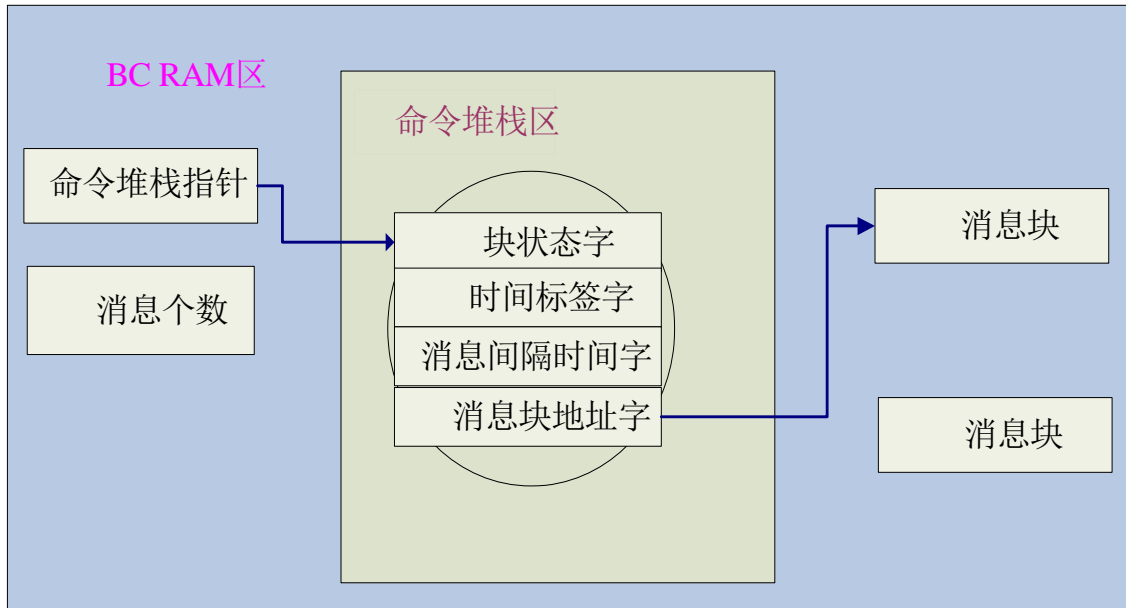 BC RAM区
命令堆栈区
命令堆栈指针
消息个数
块状态字
时间标签字
消息间隔时间字
消息块地址字
消息块
消息块